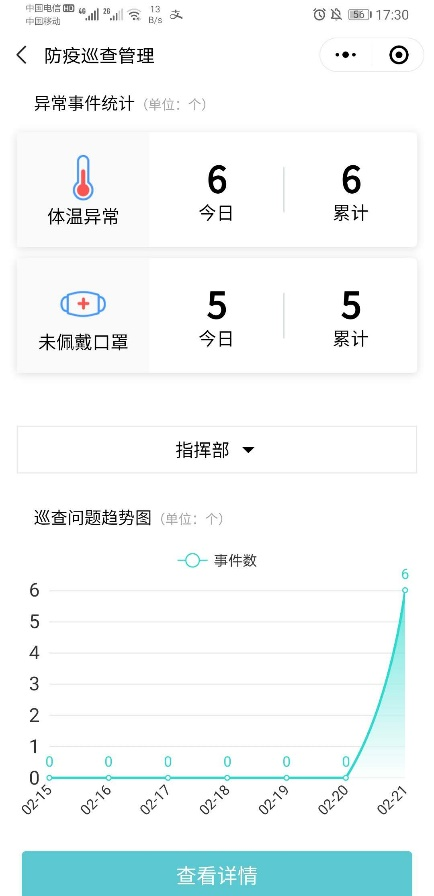 中国电信 HD 4G 2G 13 B/s 56 17:30
中国移动
防疫巡查管理
异常事件统计（单位：个）
6 6
体温异常 今日 累计
5 5
未佩戴口罩 今日 累计
指挥部
巡查问题趋势图（单位：个）
事件数
6
6
5
4
3
2
1
0 0 0 0 0 0
0
02-15 02-16 02-17 02-18 02-19 02-20 02-21
查看详情